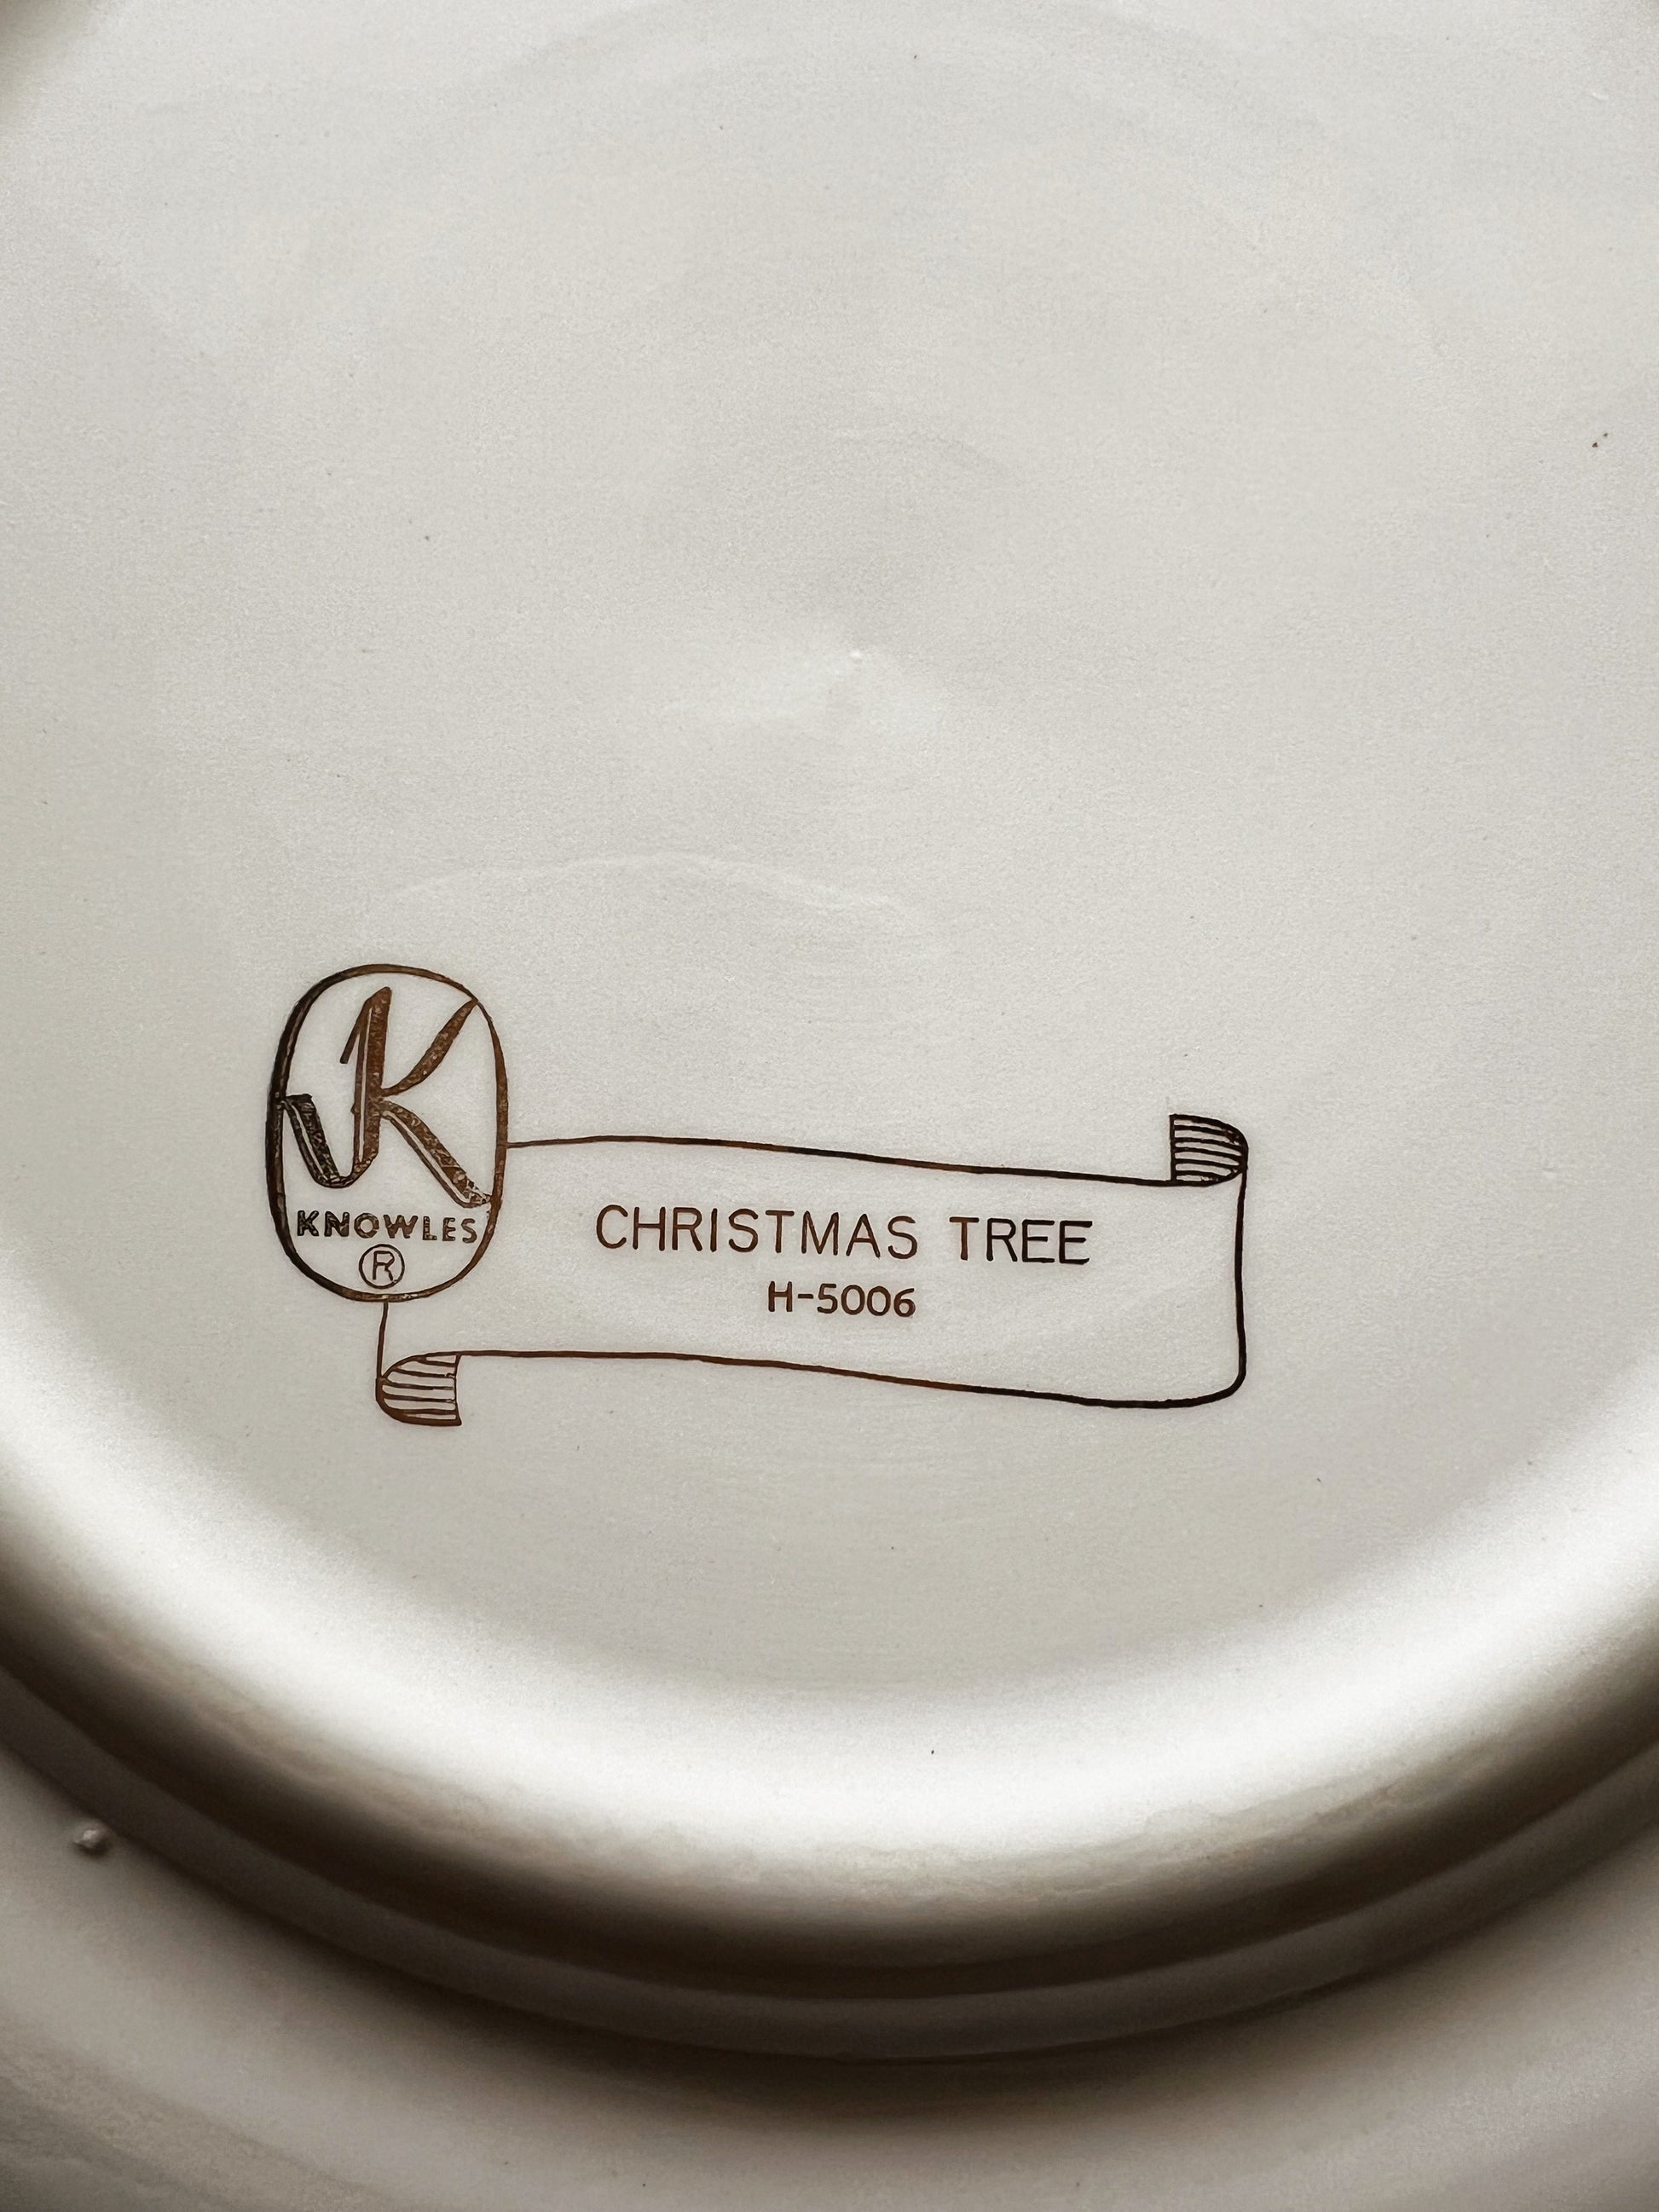 K
KNOWLES
®
CHRISTMAS TREE
H-5006